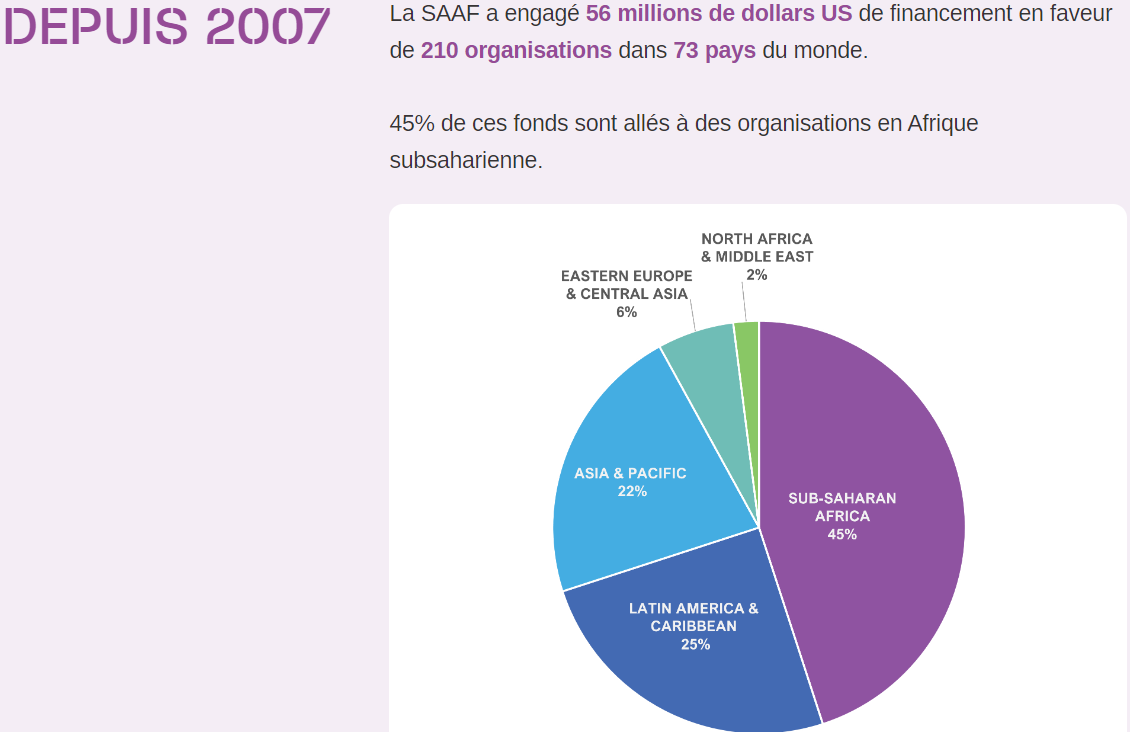 DEPUIS 2007
La SAAF a engagé 56 millions de dollars US de financement en faveur
de 210 organisations dans 73 pays du monde.
45% de ces fonds sont allés à des organisations en Afrique
subsaharienne.
NORTH AFRICA
& MIDDLE EAST
2%
EASTERN EUROPE
& CENTRAL ASIA
6%
ASIA & PACIFIC
22%
SUB-SAHARAN
AFRICA
45%
LATIN AMERICA &
CARIBBEAN
25%